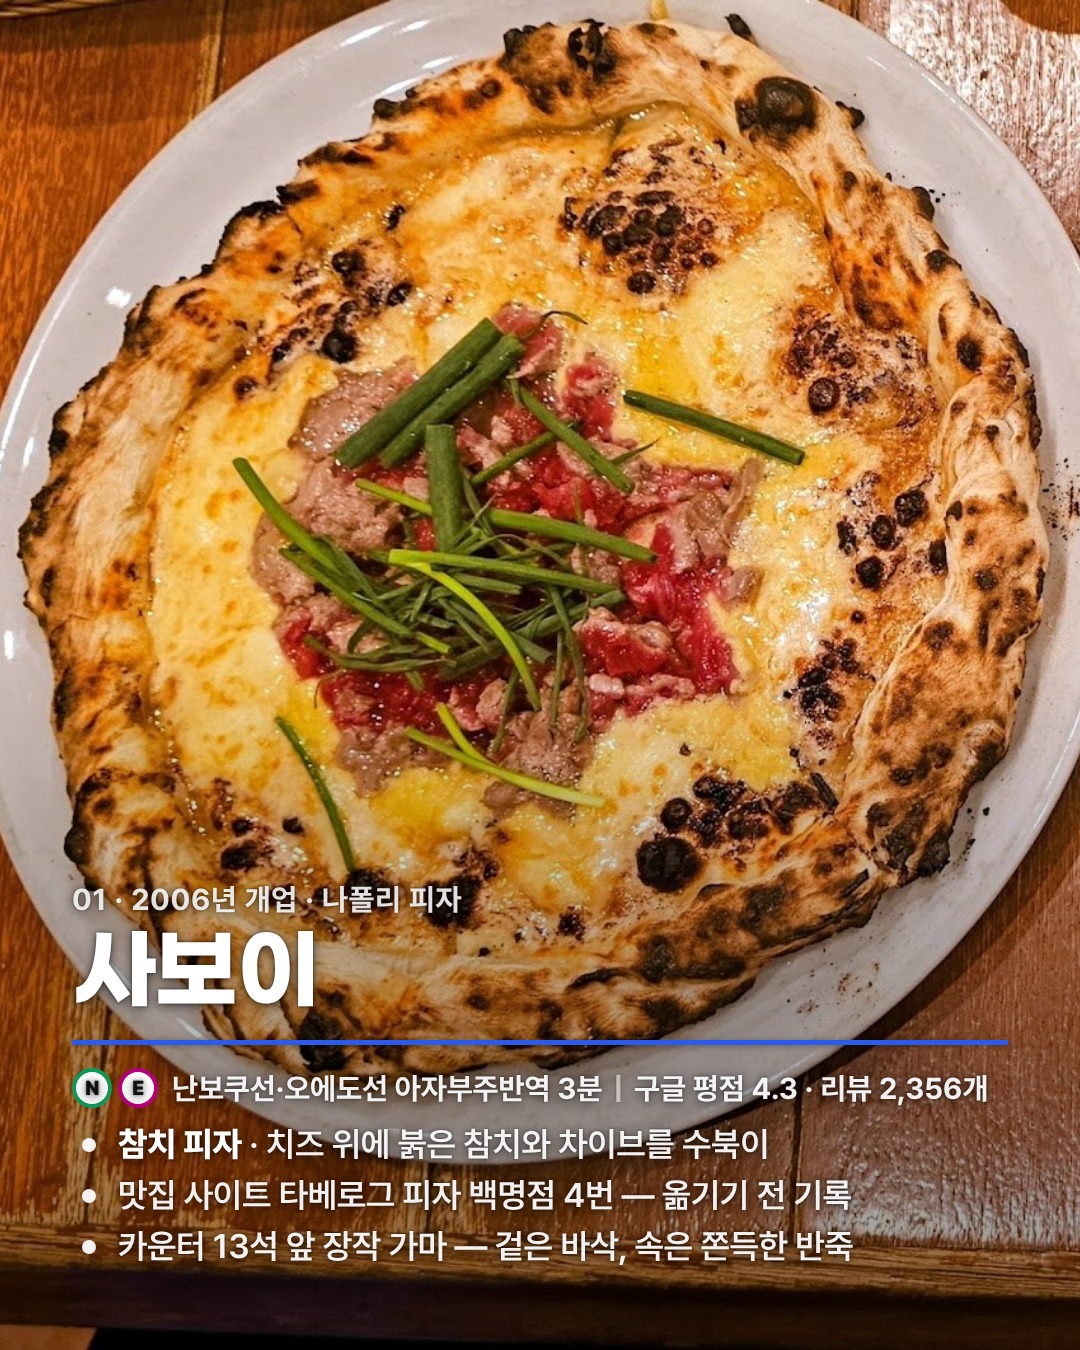 01 · 2006년 개업 · 나폴리 피자
사보이
N E 난보쿠선·오에도선 아자부주반역 3분 | 구글 평점 4.3 · 리뷰 2,356개
• 참치 피자 · 치즈 위에 붉은 참치와 차이브를 수북이
• 맛집 사이트 타베로그 피자 백명점 4번 — 옮기기 전 기록
• 카운터 13석 앞 장작 가마 — 겉은 바삭, 속은 쫀득한 반죽